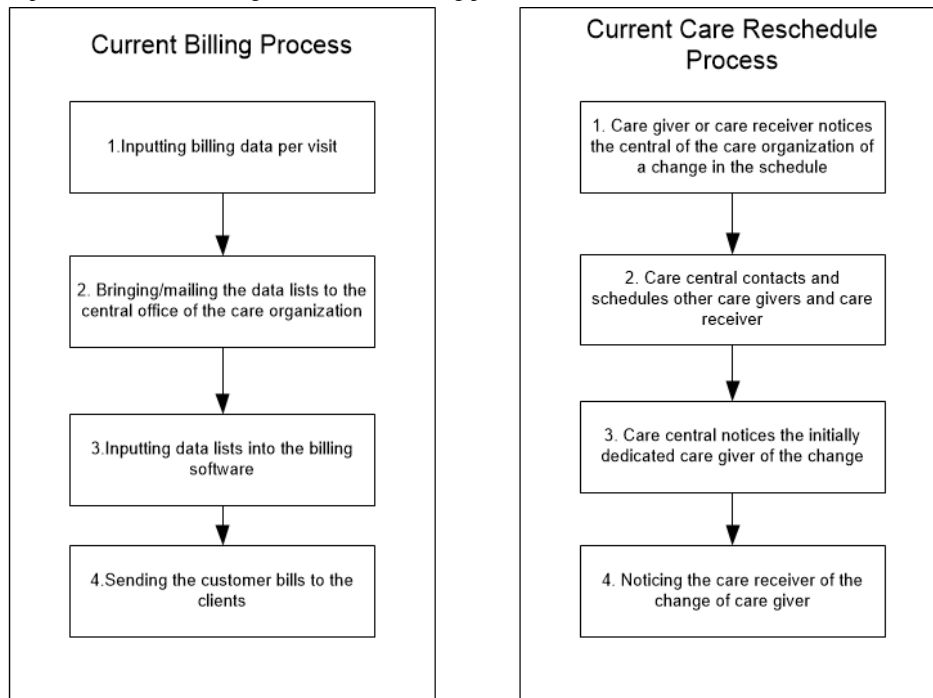 Current Billing Process
1.Inputting billing data per visit
2. Bringing/mailing the data lists to the
central office of the care organization
3.Inputting data lists into the billing
software
4.Sending the customer bills to the
clients
Current Care Reschedule
Process
1. Care giver or care receiver notices
the central of the care organization of
a change in the schedule
2. Care central contacts and
schedules other care givers and care
receiver
3. Care central notices the initially
dedicated care giver of the change
4. Noticing the care receiver of the
change of care giver